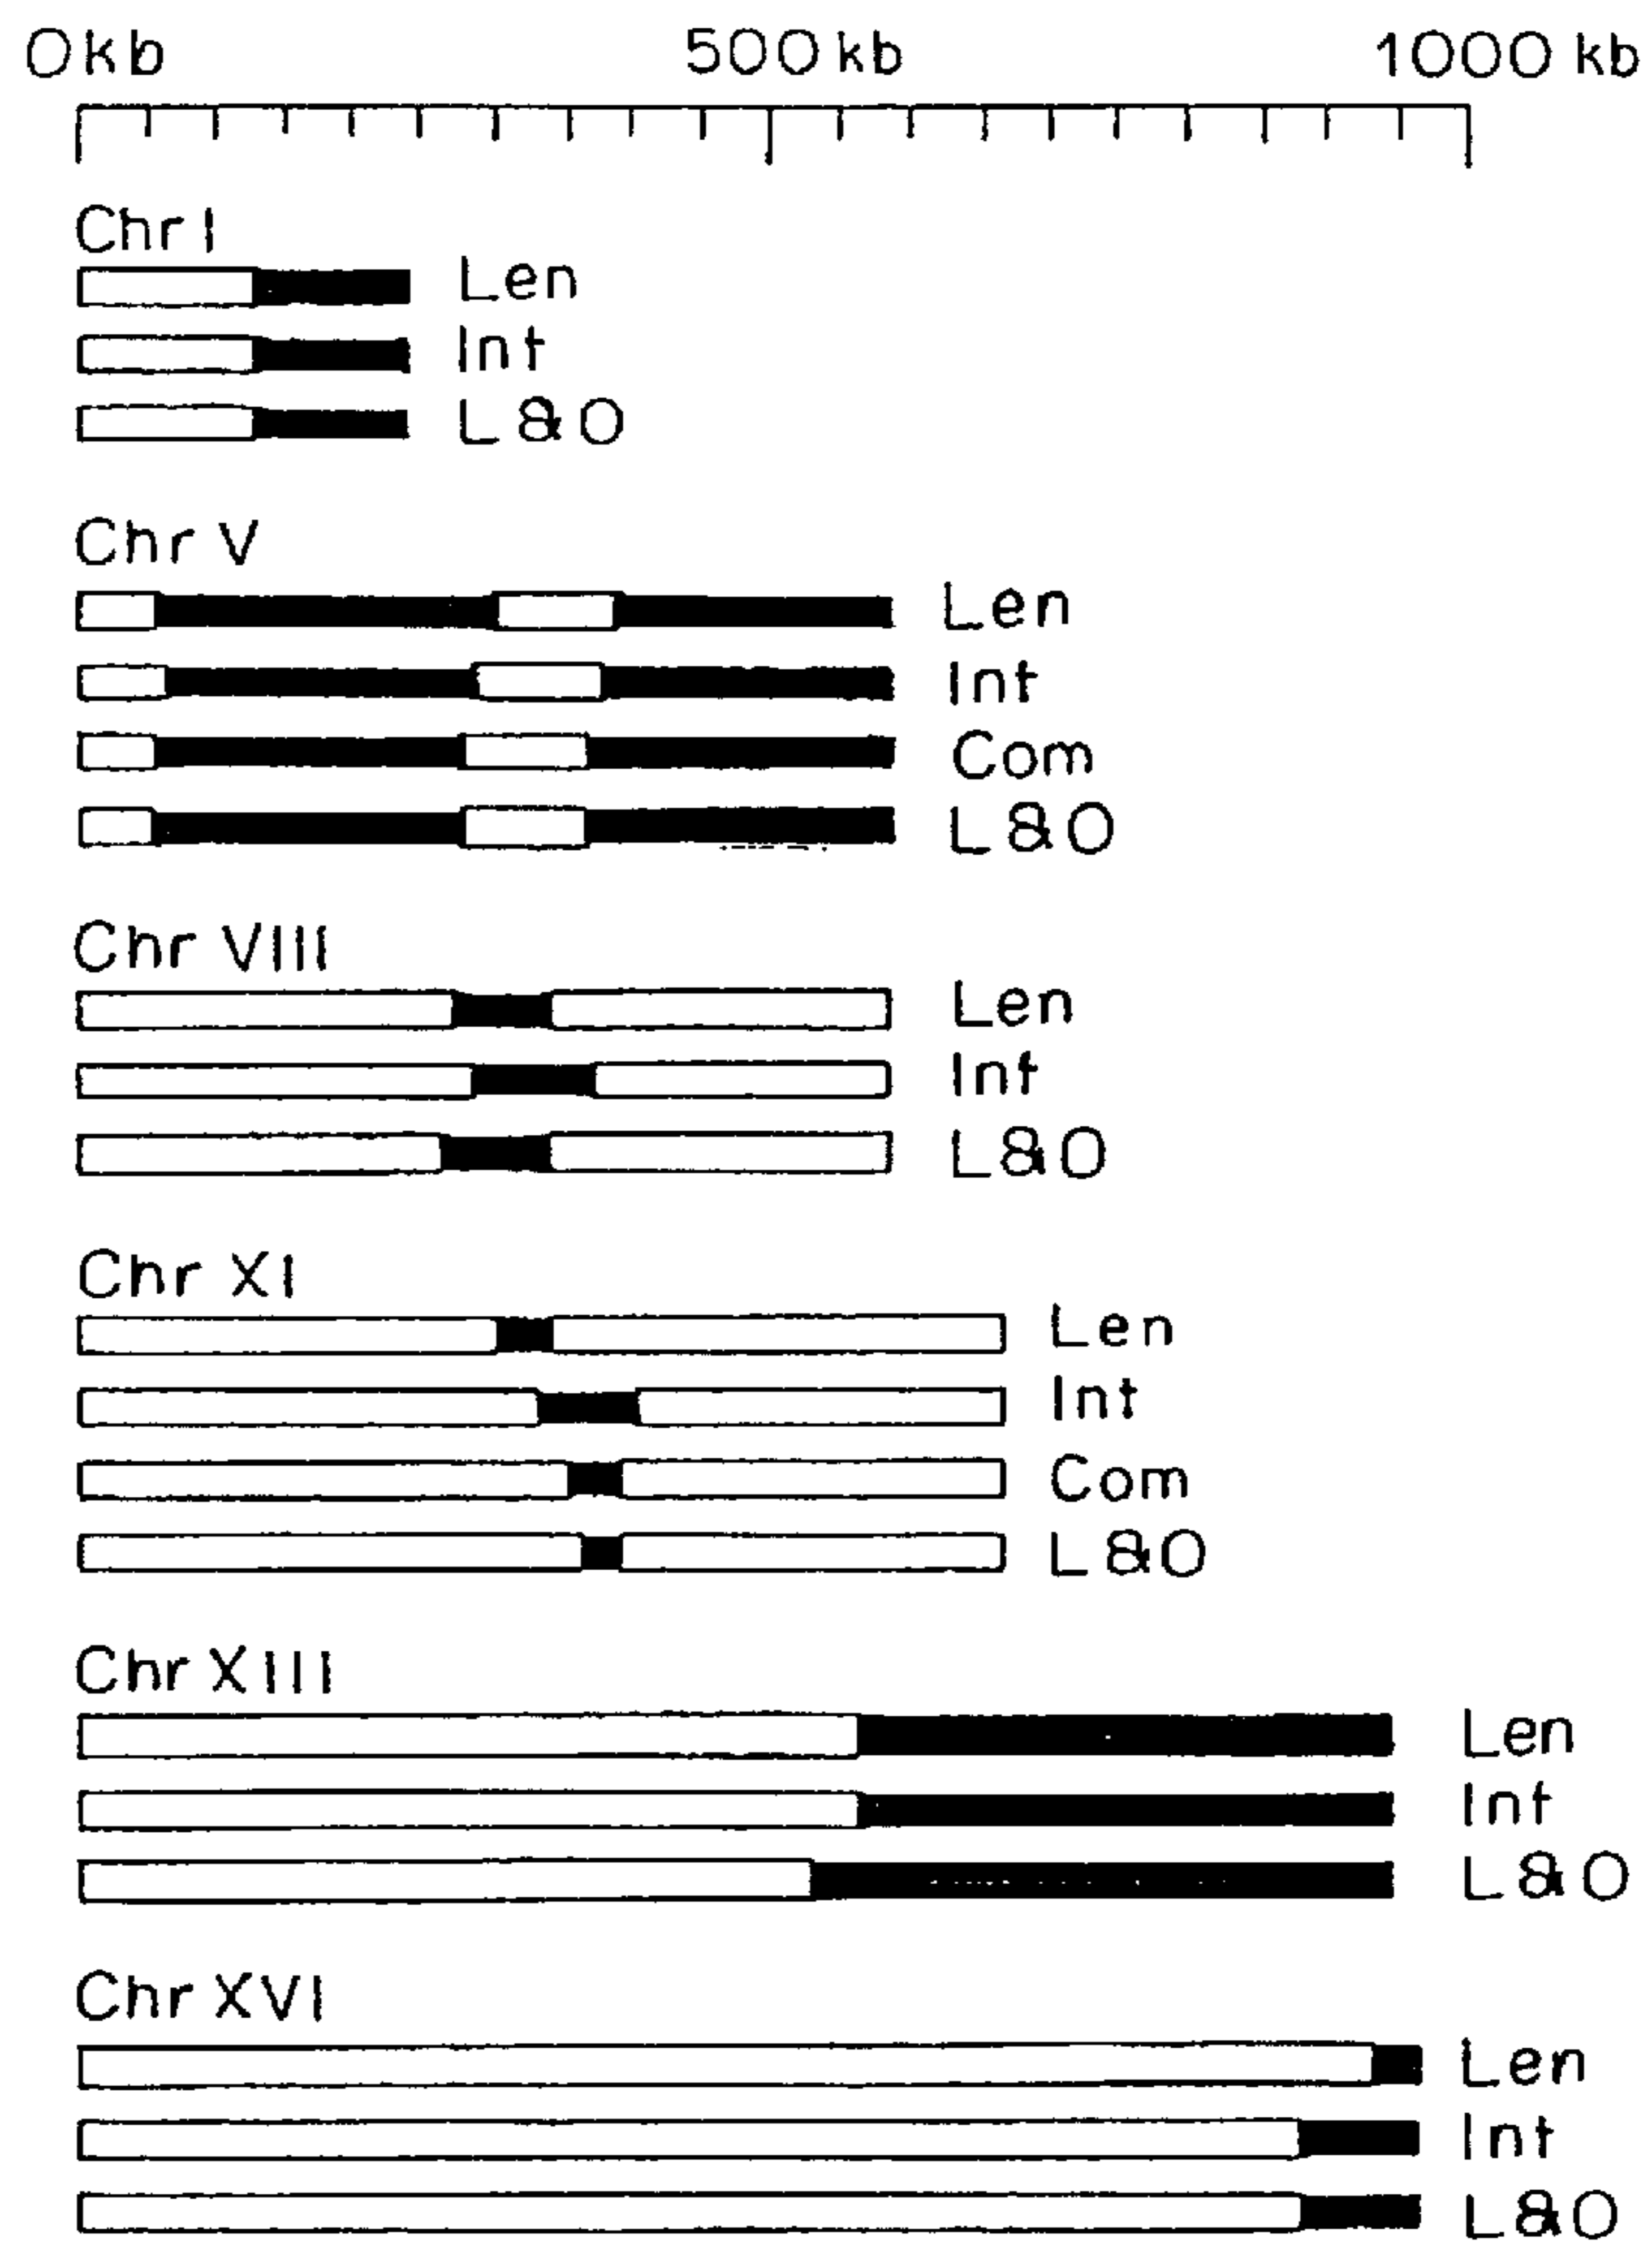 0 kb 500 kb 1000 kb
Chr I
Len
Int
L&O
Chr V
Len
Int
Com
L&O
Chr VIII
Len
Int
L&O
Chr XI
Len
Int
Com
L&O
Chr XIII
Len
Int
L&O
Chr XVI
Len
Int
L&O